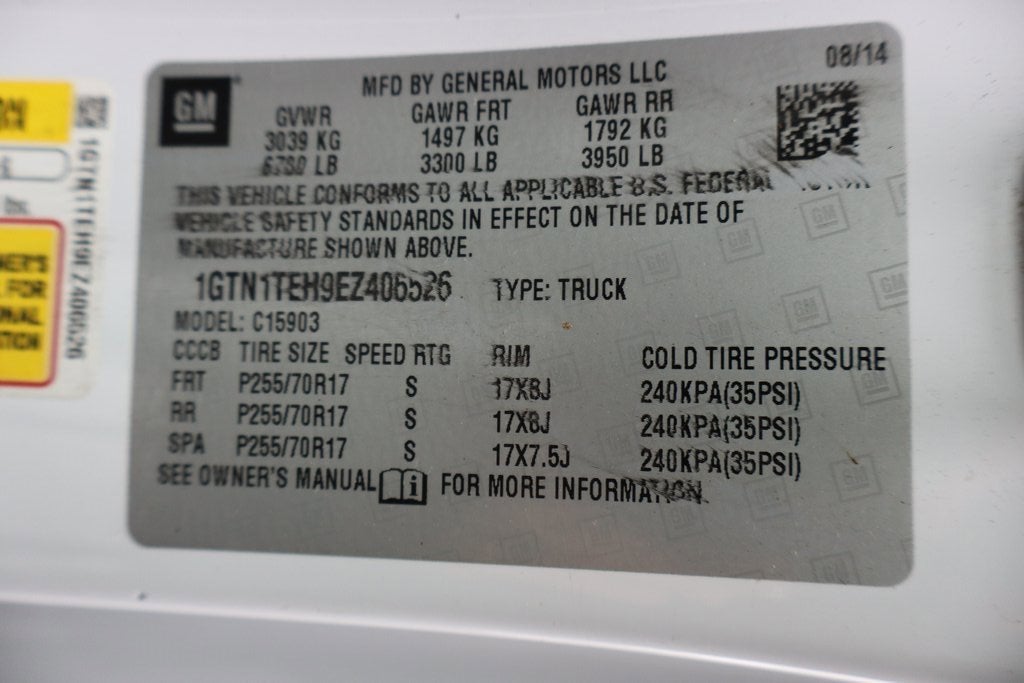 08/14
GM
MFD BY GENERAL MOTORS LLC
GVWR GAWR FRT GAWR RR
3039 KG 1497 KG 1792 KG
6700 LB 3300 LB 3950 LB
THIS VEHICLE CONFORMS TO ALL APPLICABLE U.S. FEDERAL
VEHICLE SAFETY STANDARDS IN EFFECT ON THE DATE OF
MANUFACTURE SHOWN ABOVE.
1GTN1TEH9EZ406526 TYPE: TRUCK
MODEL: C15903
CCCB TIRE SIZE SPEED RTG RIM COLD TIRE PRESSURE
FRT P255/70R17 S 17X8J 240KPA(35PSI)
RR P255/70R17 S 17X8J 240KPA(35PSI)
SPA P255/70R17 S 17X7.5J 240KPA(35PSI)
SEE OWNER'S MANUAL i FOR MORE INFORMATION.
1GTN1TEH9EZ406526